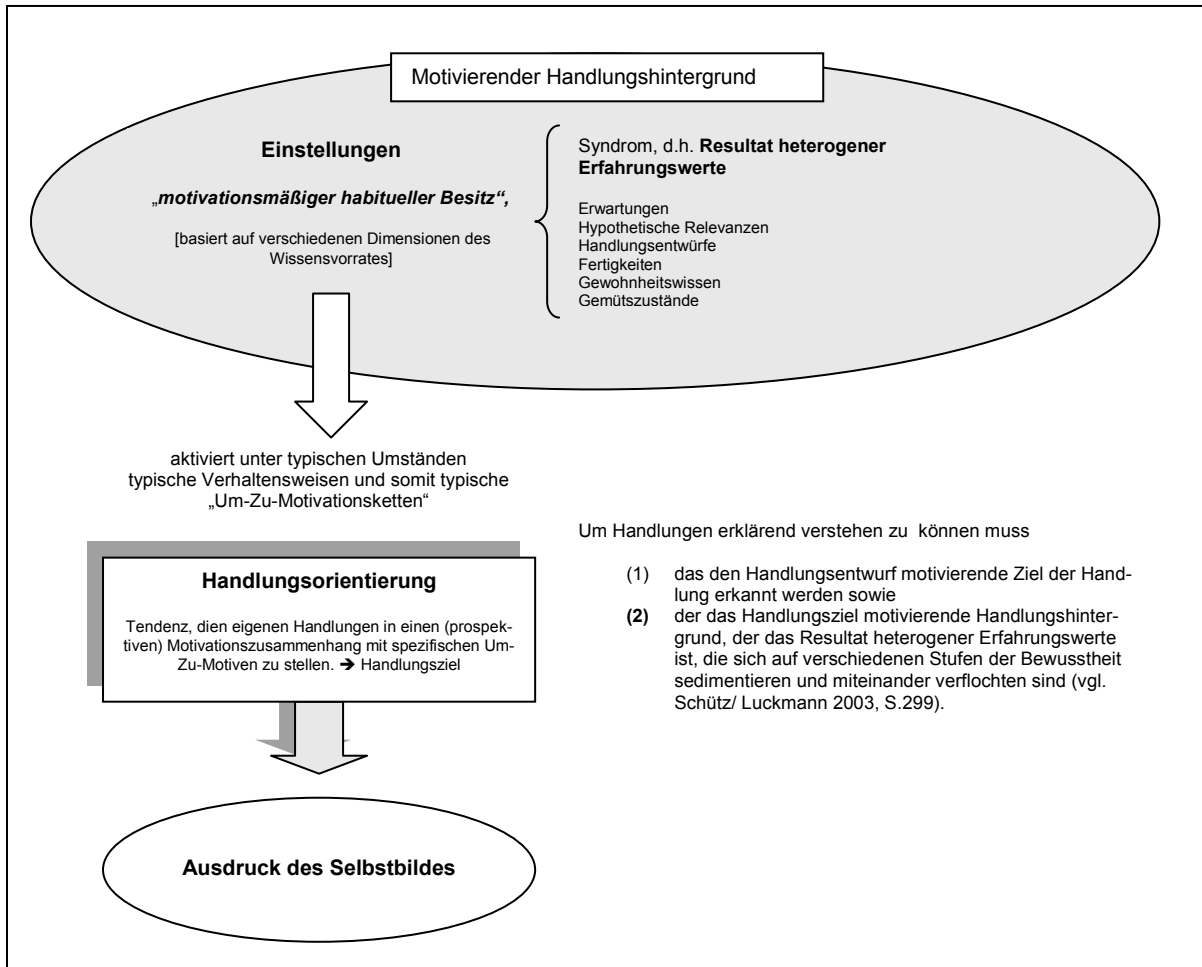 Motivierender Handlungshintergrund
Einstellungen
„motivationsmäßiger habitueller Besitz“,
[basiert auf verschiedenen Dimensionen des
Wissensvorrates]
Syndrom, d.h. Resultat heterogener
Erfahrungswerte
Erwartungen
Hypothetische Relevanzen
Handlungsentwürfe
Fertigkeiten
Gewohnheitswissen
Gemütszustände
aktiviert unter typischen Umständen
typische Verhaltensweisen und somit typische
„Um-Zu-Motivationsketten“
Handlungsorientierung
Tendenz, dien eigenen Handlungen in einen (prospek-
tiven) Motivationszusammenhang mit spezifischen Um-
Zu-Motiven zu stellen. ➔ Handlungsziel
Ausdruck des Selbstbildes
Um Handlungen erklärend verstehen zu können muss
(1) das den Handlungsentwurf motivierende Ziel der Hand-
lung erkannt werden sowie
(2) der das Handlungsziel motivierende Handlungshinter-
grund, der das Resultat heterogener Erfahrungswerte
ist, die sich auf verschiedenen Stufen der Bewusstheit
sedimentieren und miteinander verflochten sind (vgl.
Schütz/ Luckmann 2003, S.299).